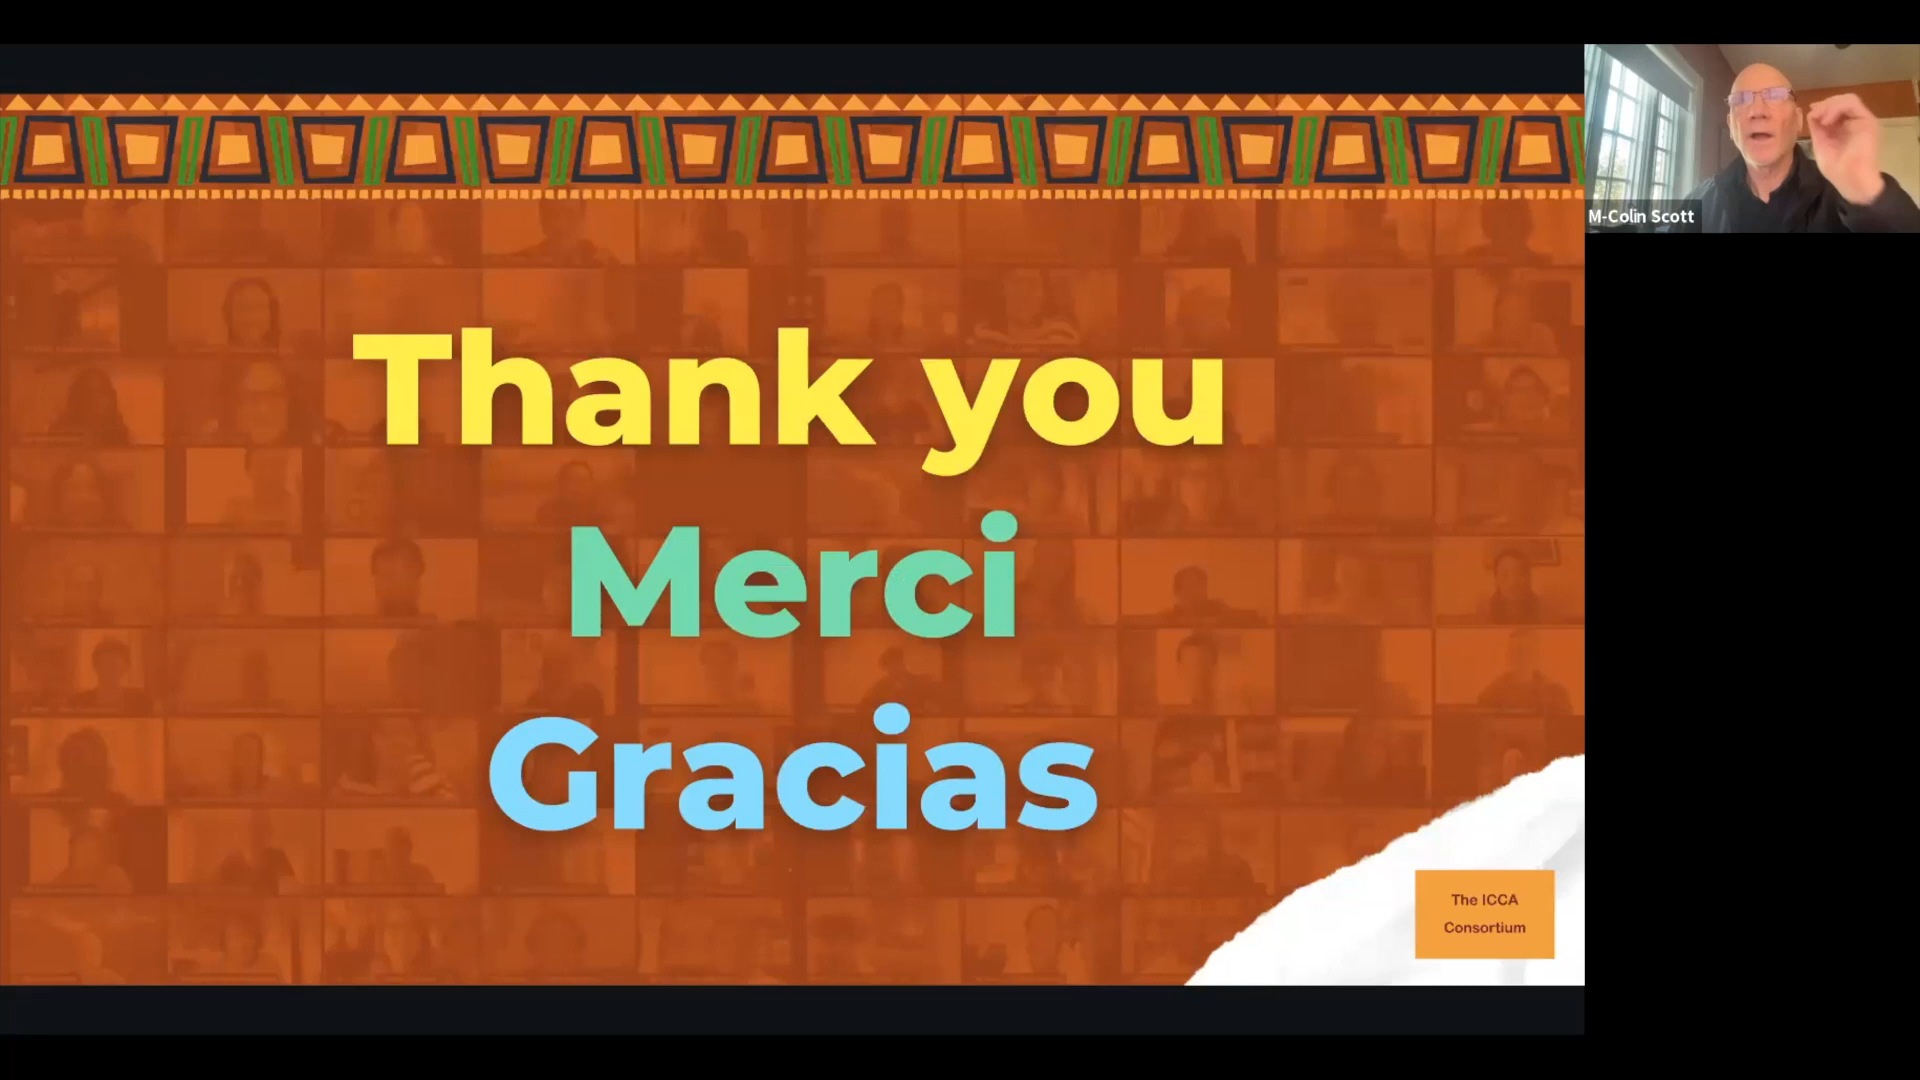 Thank you
Merci
Gracias
The ICCA
Consortium
M-Colin Scott